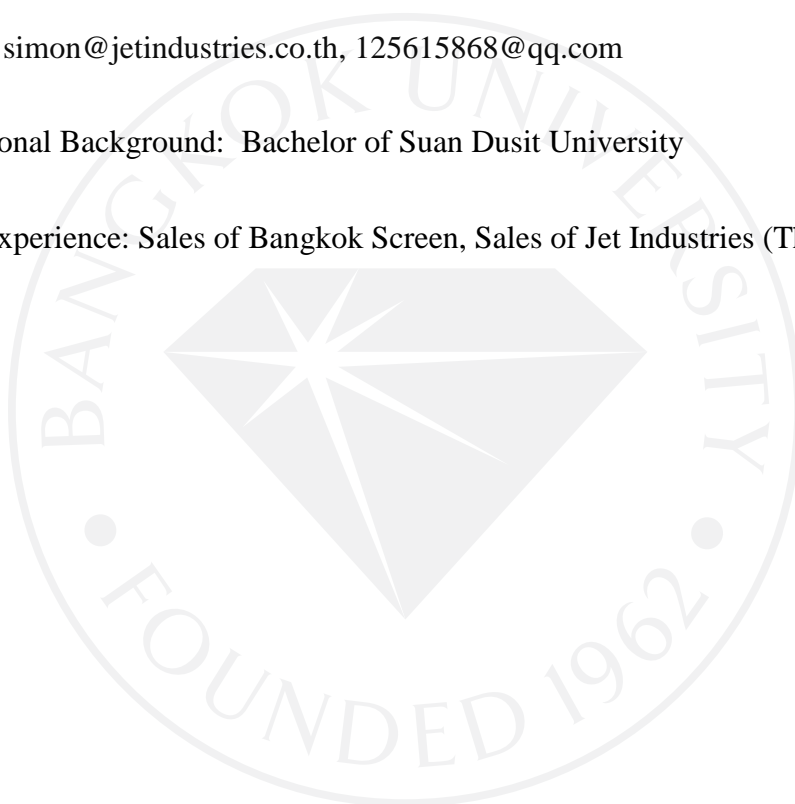 simon@jetindustries.co.th, 125615868@qq.com
onal Background: Bachelor of Suan Dusit University
xperience: Sales of Bangkok Screen, Sales of Jet Industries (Th
BANGKOK UNIVERSITY
• FOUNDED 1962 •